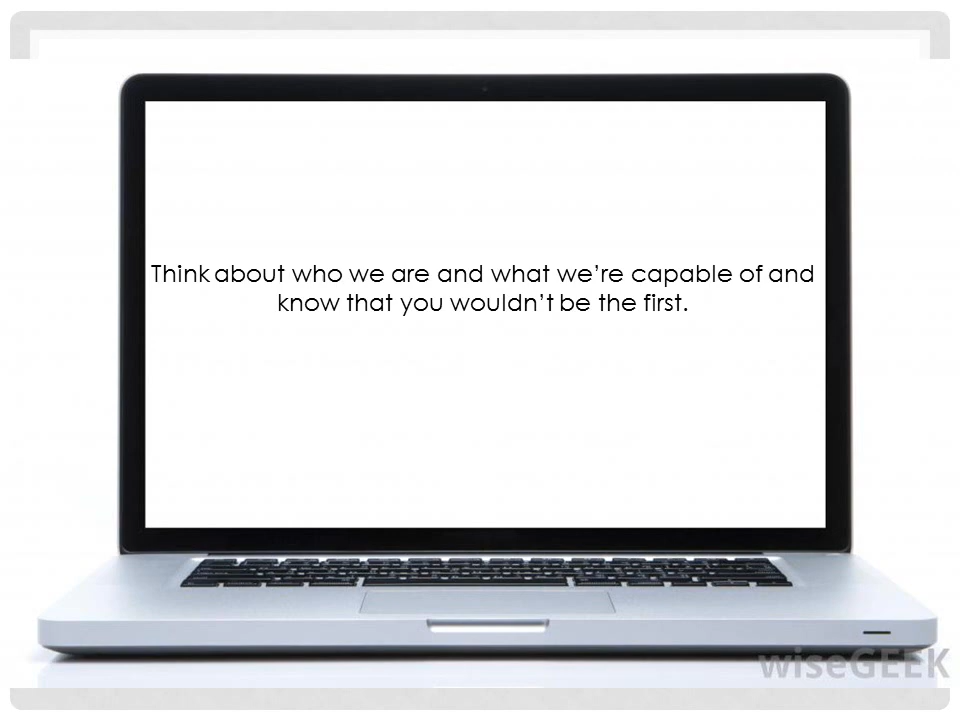 Think about who we are and what we're capable of and
know that you wouldn't be the first.
wiseGEEK